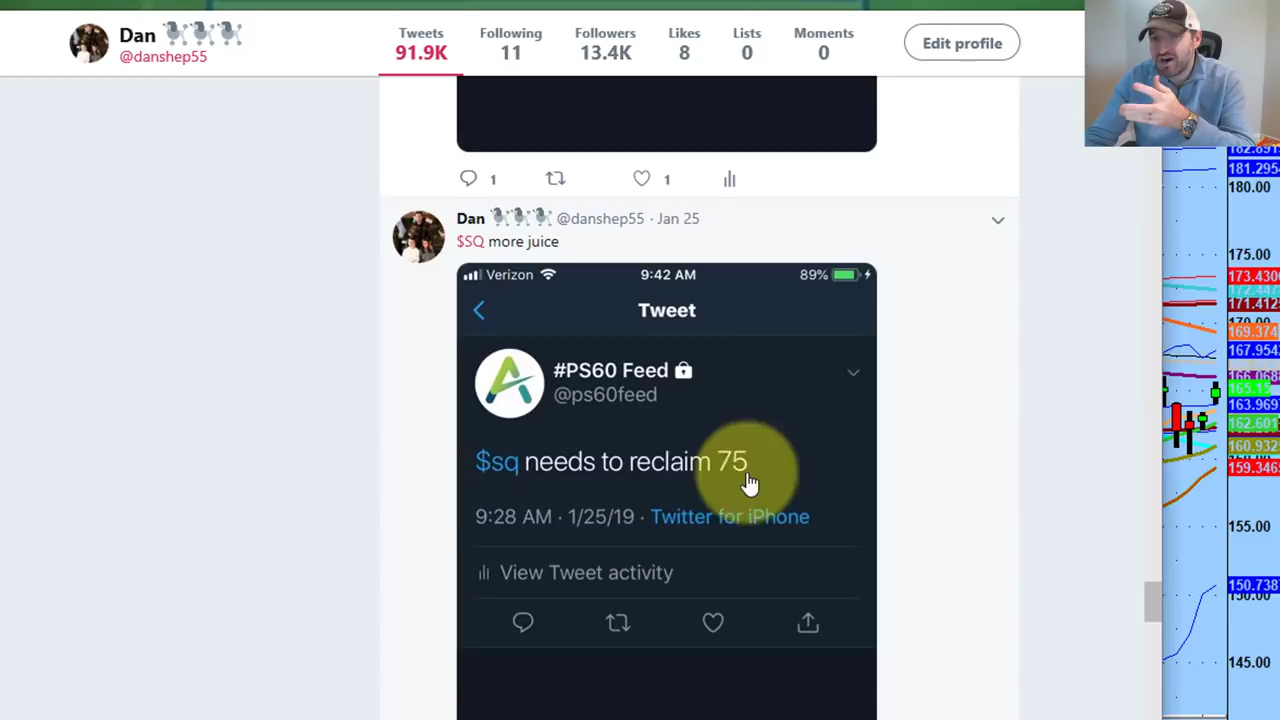 Dan
@danshep55
Tweets
91.9K
Following
11
Followers
13.4K
Likes
8
Lists
0
Moments
0
Edit profile
1
1
Dan @danshep55 · Jan 25
$SQ more juice
Verizon 9:42 AM 89%
Tweet
#PS60 Feed
@ps60feed
$sq needs to reclaim 75
9:28 AM · 1/25/19 · Twitter for iPhone
View Tweet activity
181.295
180.00
175.00
173.430
171.412
169.374
167.954
165.15
163.969
162.601
160.932
159.346
155.00
150.738
150.00
145.00